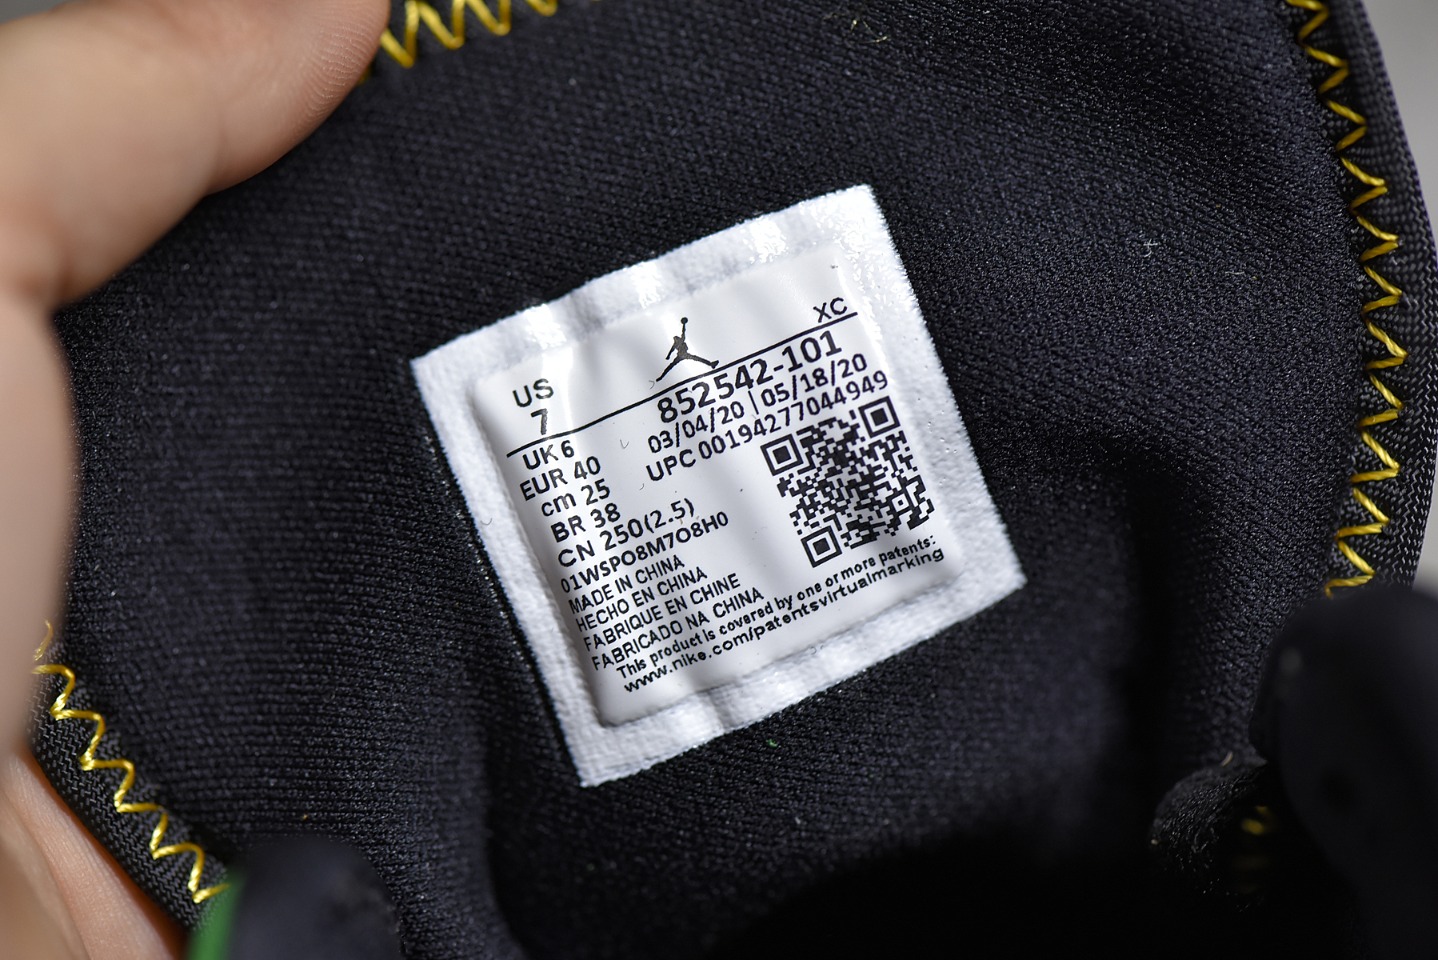 XC
US
7
852542-101
03/04/20 | 05/18/20
UPC 00194277044949
UK 6
EUR 40
cm 25
BR 38
CN 250(2.5)
01WSPO8M7O8H0
MADE IN CHINA
HECHO EN CHINA
FABRIQUE EN CHINE
FABRICADO NA CHINA
This product is covered by one or more patents:
www.nike.com/patentsvirtualmarking